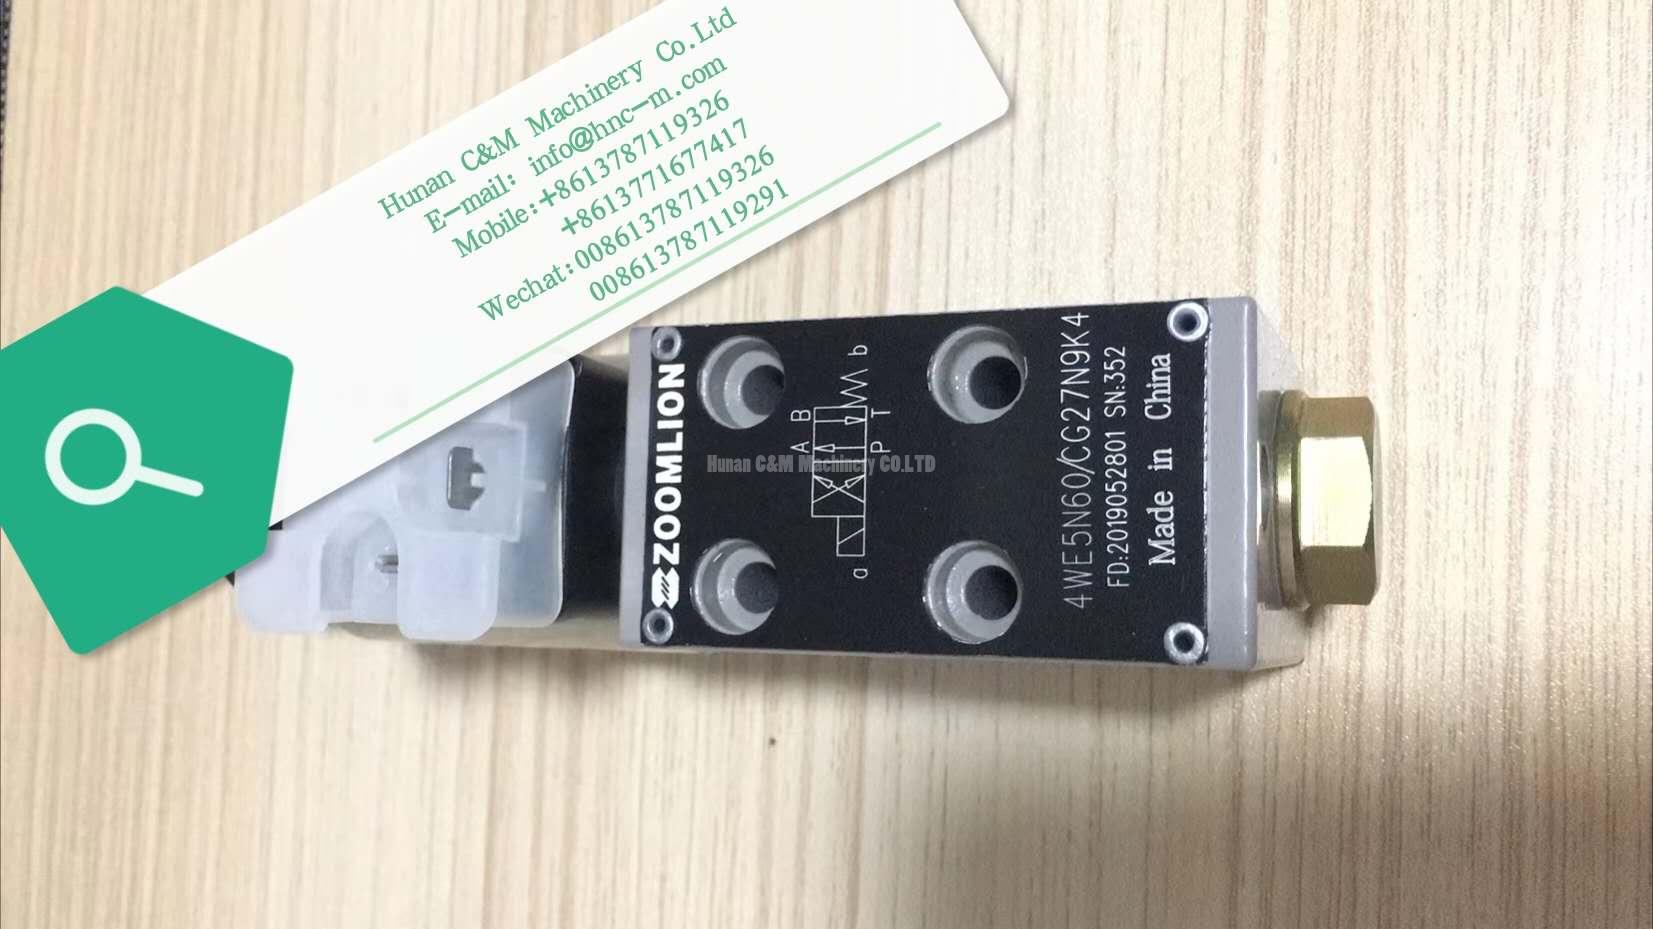 Hunan C&M Machinery Co.Ltd
E-mail: info@hnc-m.com
Mobile:+8613787119326
+8613771677417
Wechat:008613787119326
008613787119291
ZOOMLION
a
A B
P T
b
Hunan C&M Machinery CO.LTD
4WE5N60/CG27N9K4
FD:2019052801 SN:352
Made in China